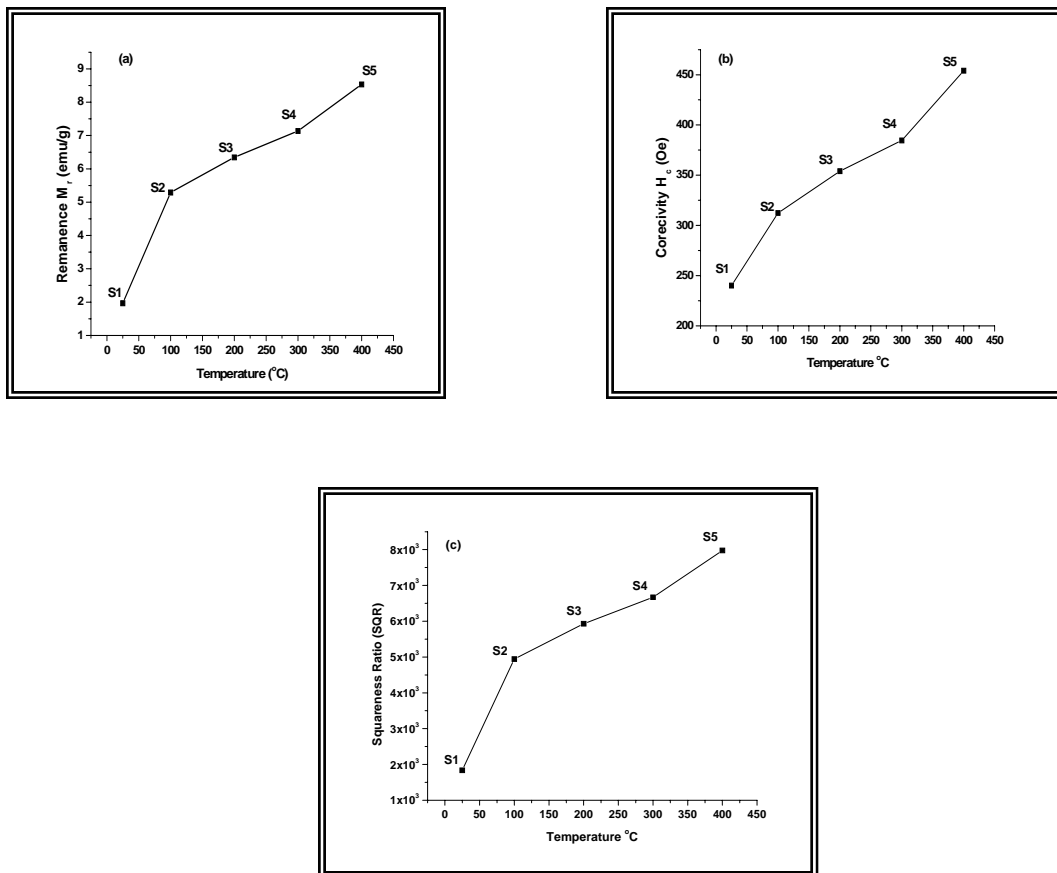 (a)
Remanence M r (emu/g)
9
8
7
6
5
4
3
2
1
S1
S2
S3
S4
S5
0 50 100 150 200 250 300 350 400 450
Temperature (°C)
(b)
Corecivity H c (Oe)
450
400
350
300
250
200
S1
S2
S3
S4
S5
0 50 100 150 200 250 300 350 400 450
Temperature °C
(c)
Squareness Ratio (SQR)
8x10³
7x10³
6x10³
5x10³
4x10³
3x10³
2x10³
1x10³
S1
S2
S3
S4
S5
0 50 100 150 200 250 300 350 400 450
Temperature °C